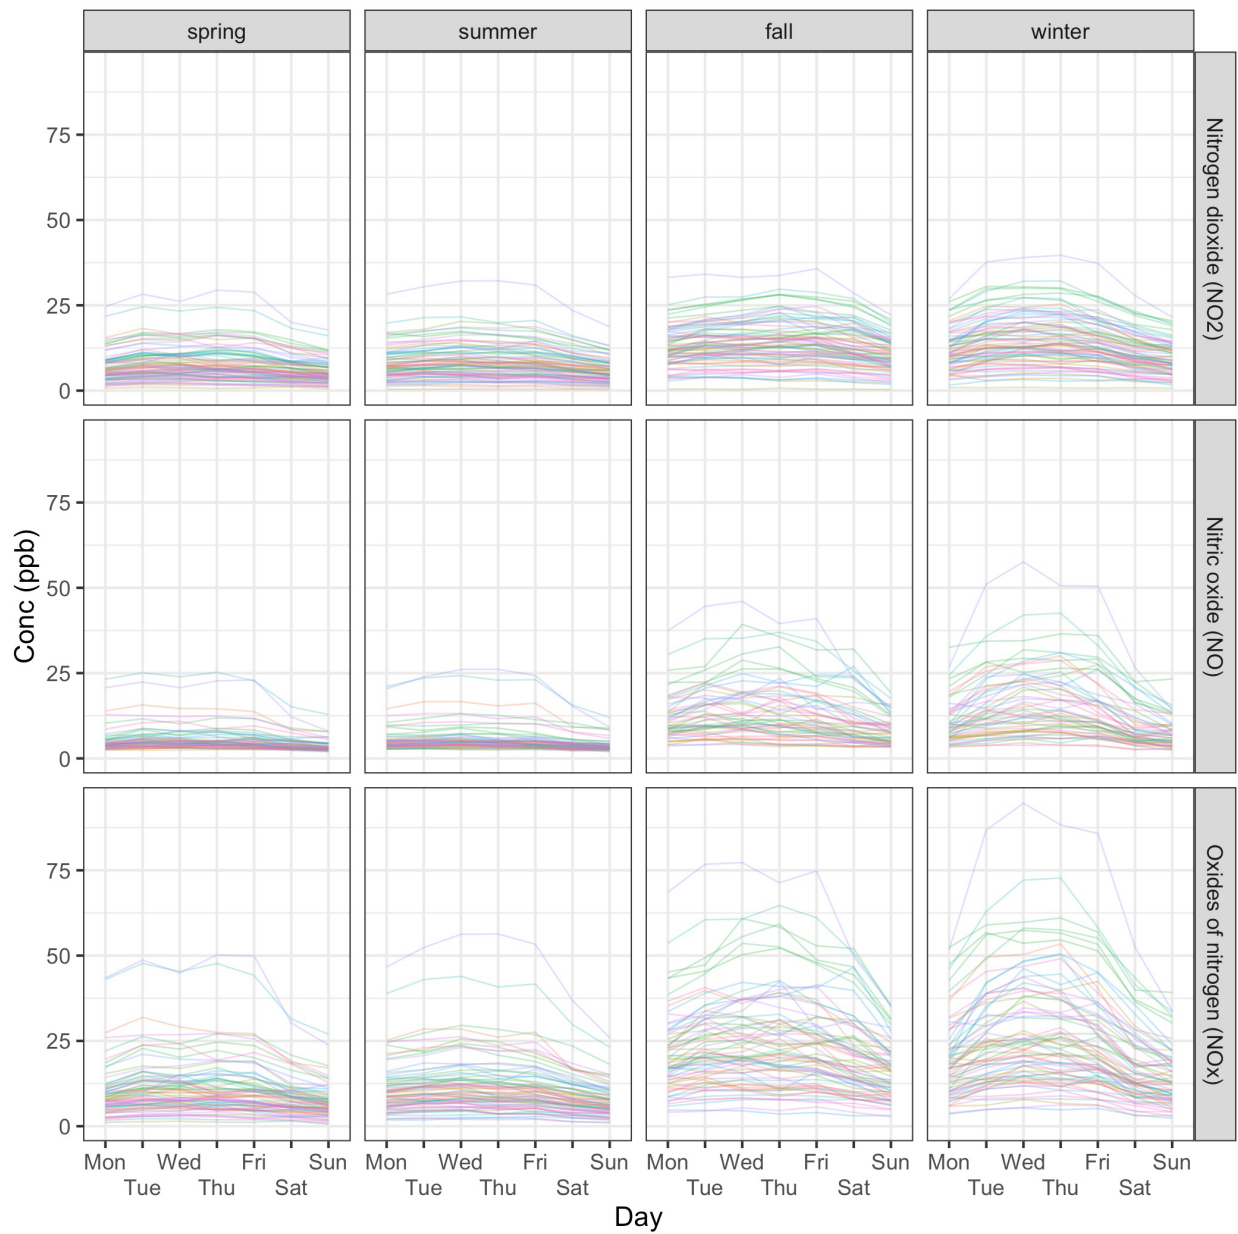 spring
summer
fall
winter
75
50
25
0
Nitrogen dioxide (NO2)
75
50
25
0
Nitric oxide (NO)
75
50
25
0
Oxides of nitrogen (NOx)
Conc (ppb)
Mon Wed Fri Sun Mon Wed Fri Sun Mon Wed Fri Sun Mon Wed Fri Sun
Tue Thu Sat Tue Thu Sat Tue Thu Sat Tue Thu Sat
Day